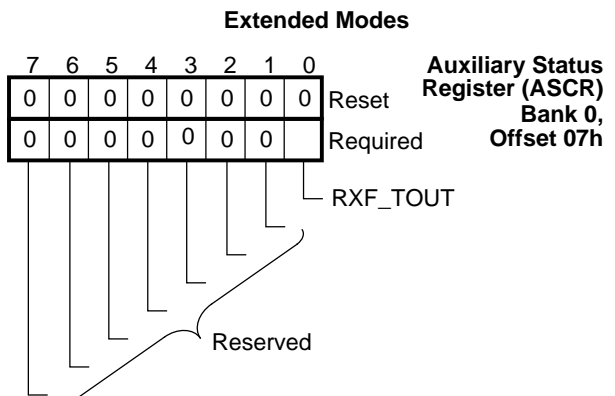 Extended Modes
7 6 5 4 3 2 1 0
Auxiliary Status
Register (ASCR)
Bank 0,
Offset 07h
0 0 0 0 0 0 0 0 Reset
0 0 0 0 0 0 0 Required
RXF_TOUT
Reserved